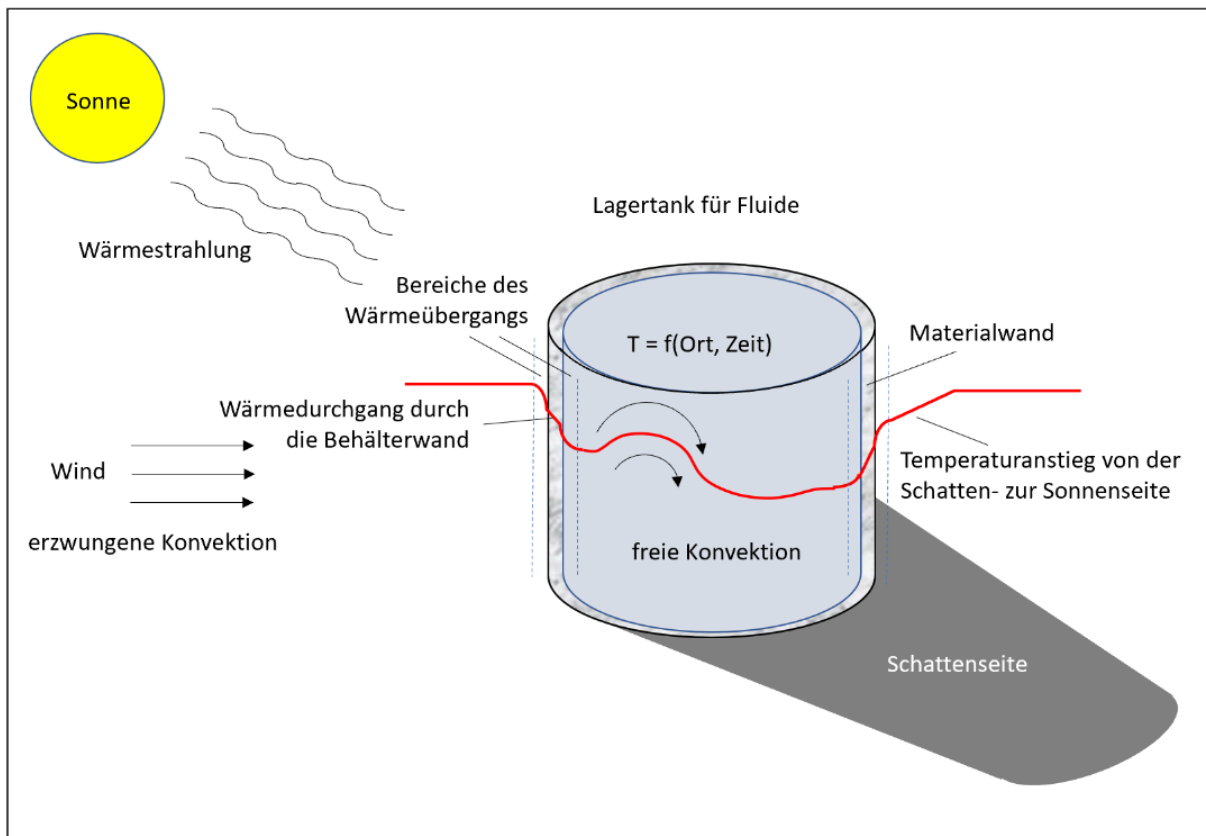 Sonne
Wärmestrahlung
Lagertank für Fluide
Bereiche des
Wärmeübergangs
T = f(Ort, Zeit)
Materialwand
Wärmedurchgang durch
die Behälterwand
Wind
erzwungene Konvektion
Temperaturanstieg von der
Schatten- zur Sonnenseite
freie Konvektion
Schattenseite